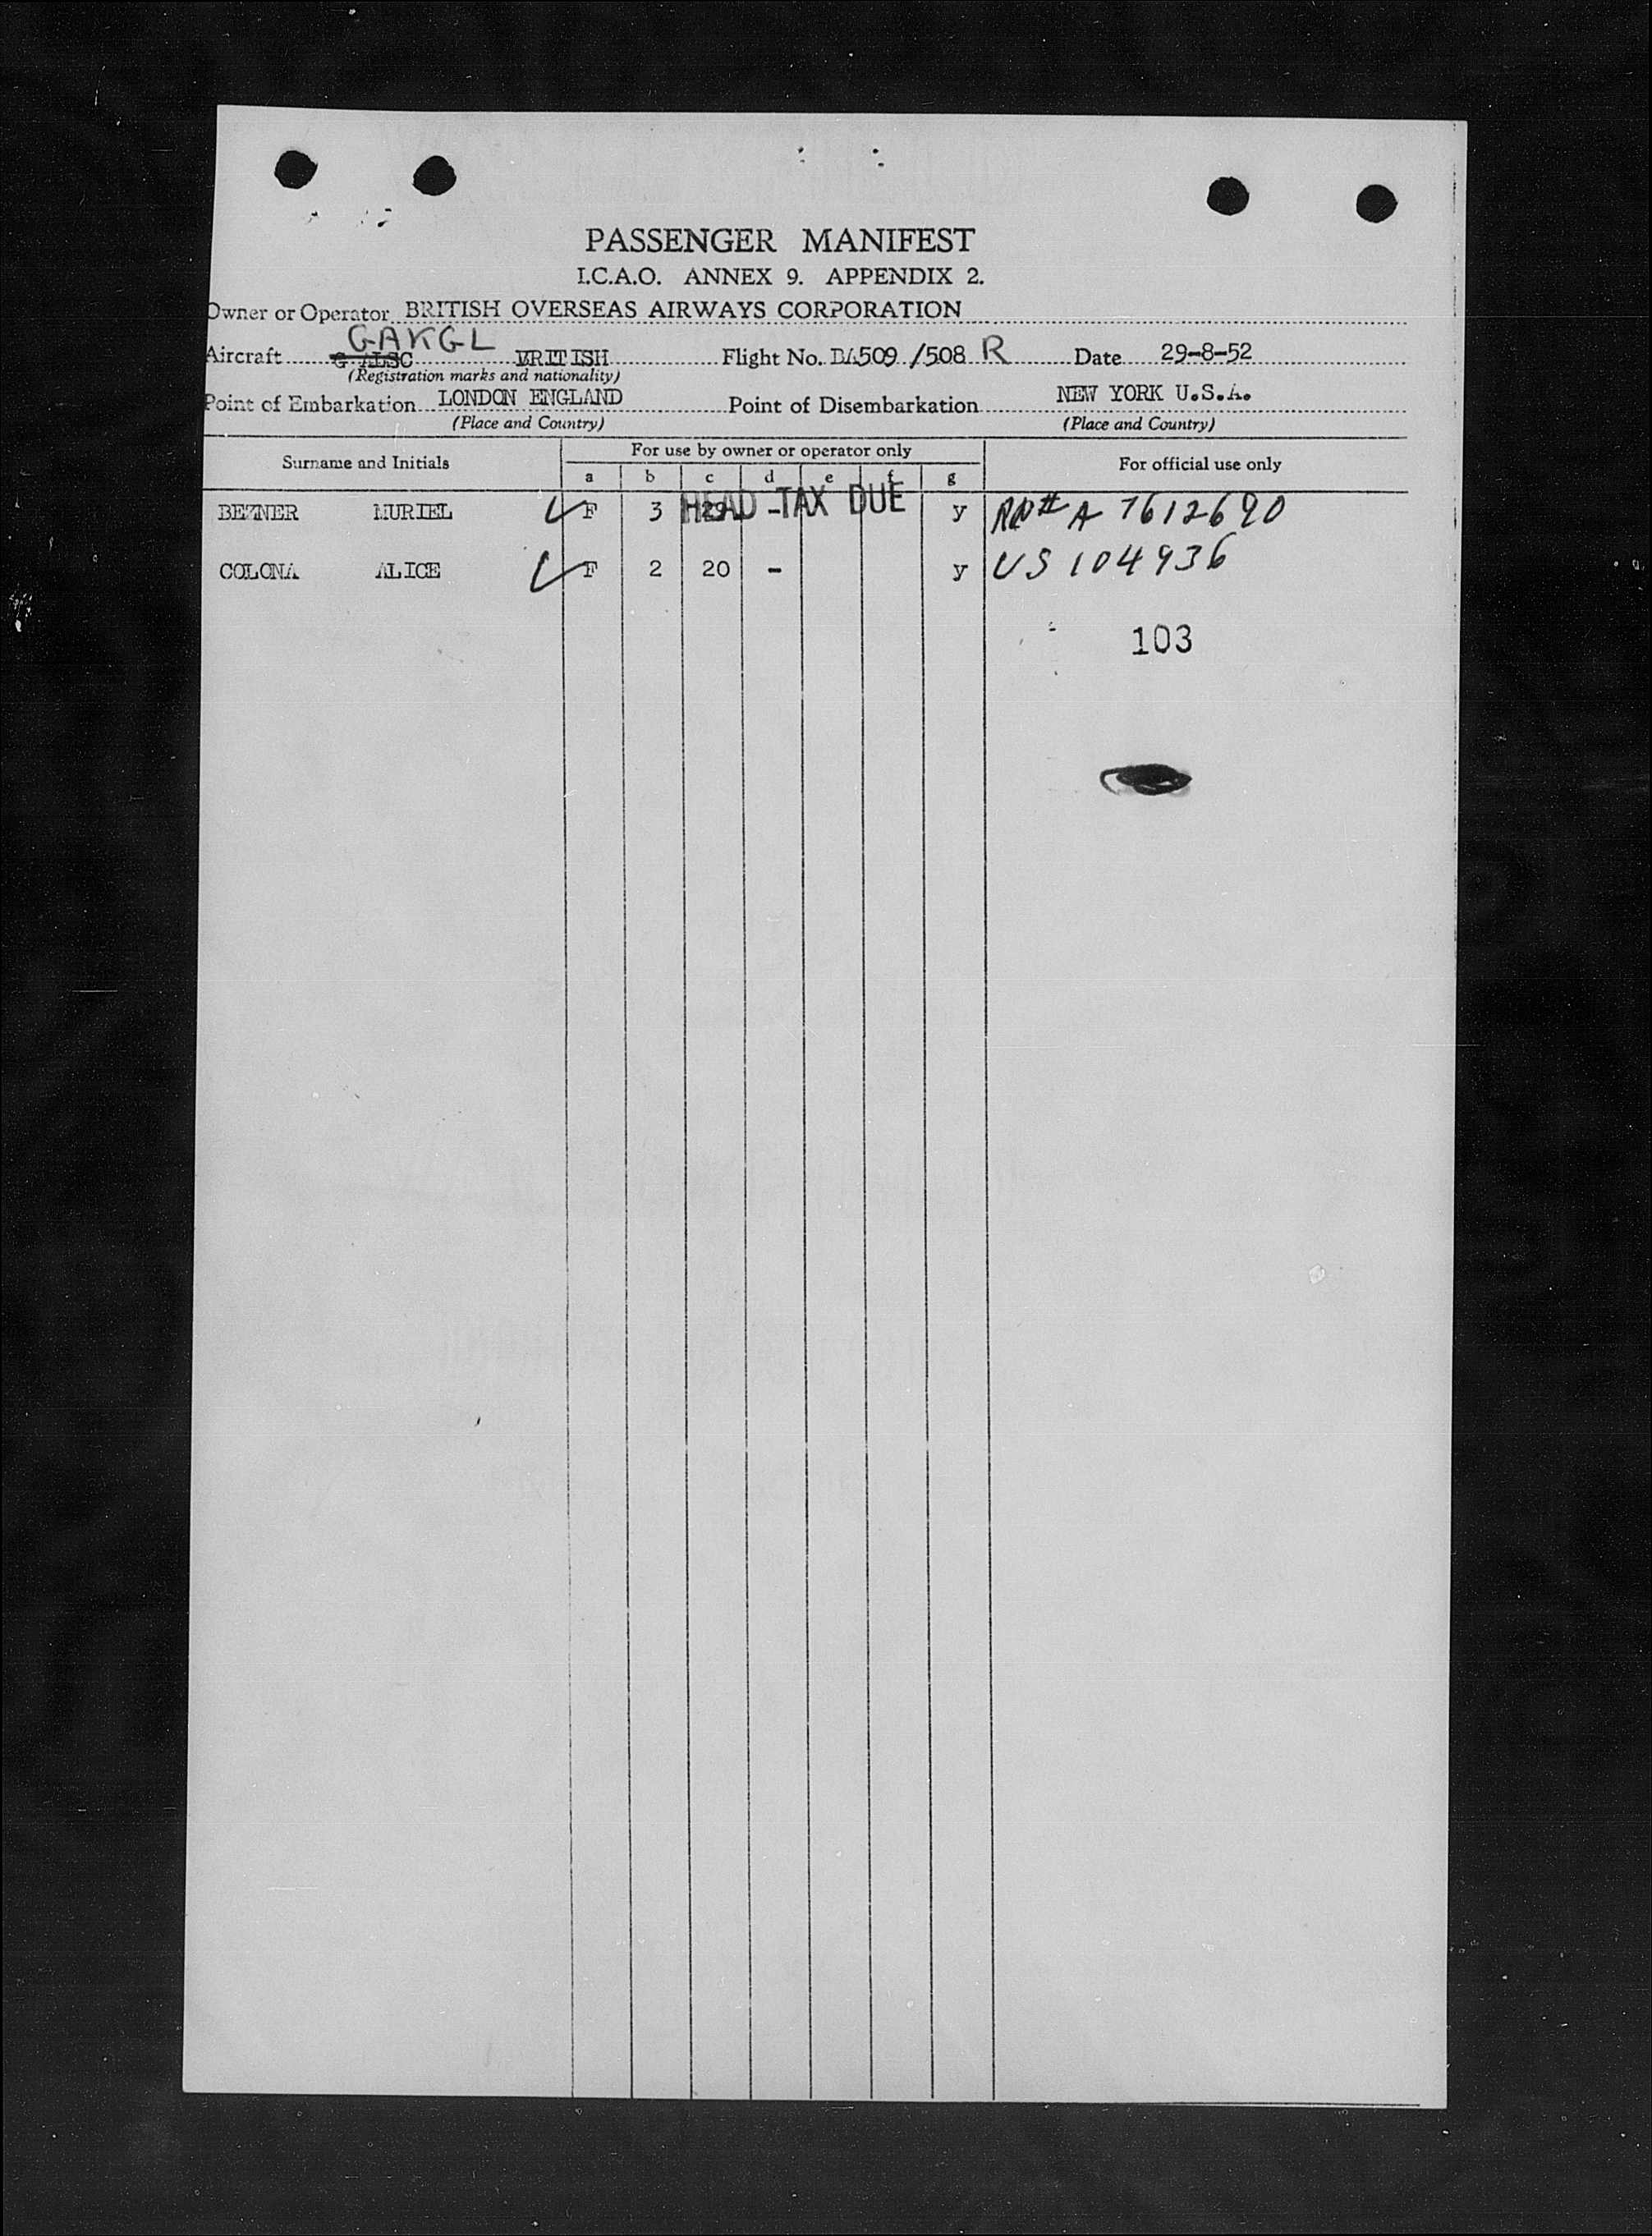 PASSENGER MANIFEST
I.C.A.O. ANNEX 9. APPENDIX 2.
Owner or Operator BRITISH OVERSEAS AIRWAYS CORPORATION
GAKGL
Aircraft G ALSC BRITISH Flight No. BA509 /508 R Date 29-8-52
(Registration marks and nationality)
Point of Embarkation LONDON ENGLAND Point of Disembarkation NEW YORK U.S.A.
(Place and Country) (Place and Country)
Surname and Initials For use by owner or operator only For official use only
a b c d e f g
HEAD TAX DUE
BEZNER MURIEL F 3 - y A 7612690
COLONA ALICE F 2 20 - y US 104936
103